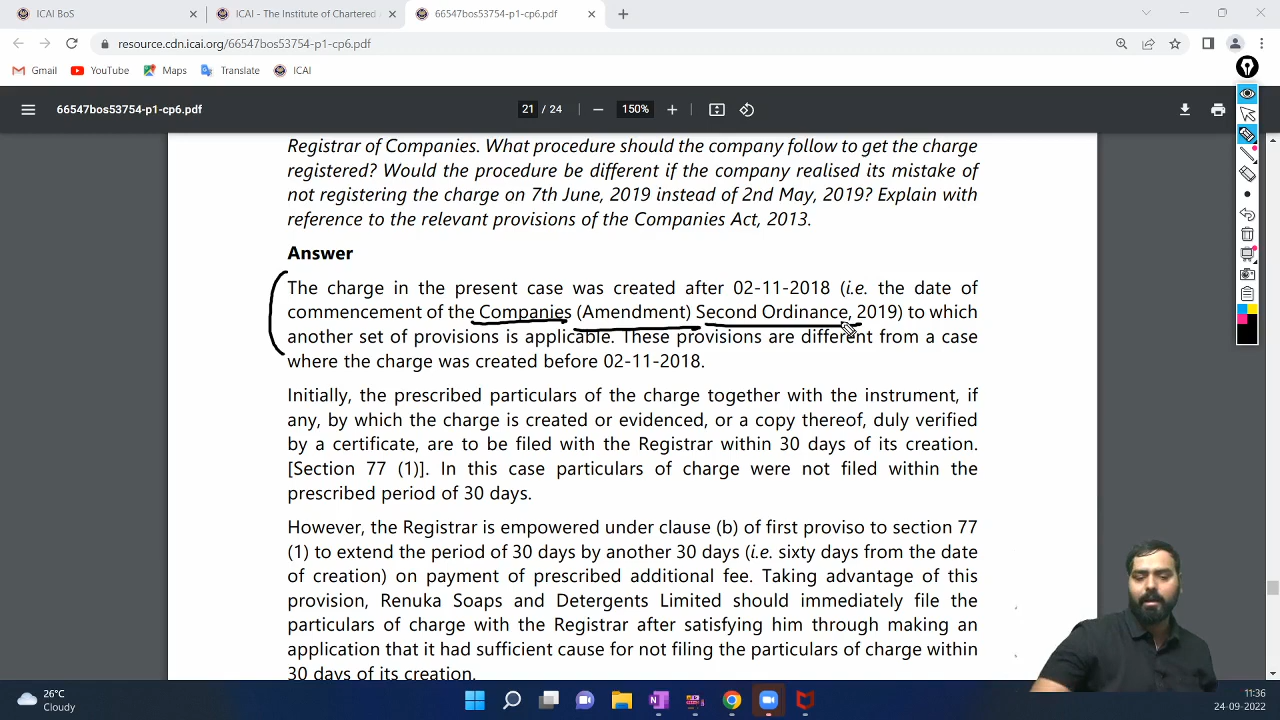 ICAI BoS
ICAI - The Institute of Chartered
66547bos53754-p1-cp6.pdf
resource.cdn.icai.org/66547bos53754-p1-cp6.pdf
Gmail YouTube Maps Translate ICAI
66547bos53754-p1-cp6.pdf
21 / 24
150%
Registrar of Companies. What procedure should the company follow to get the charge
registered? Would the procedure be different if the company realised its mistake of
not registering the charge on 7th June, 2019 instead of 2nd May, 2019? Explain with
reference to the relevant provisions of the Companies Act, 2013.
Answer
The charge in the present case was created after 02-11-2018 (i.e. the date of
commencement of the Companies (Amendment) Second Ordinance, 2019) to which
another set of provisions is applicable. These provisions are different from a case
where the charge was created before 02-11-2018.
Initially, the prescribed particulars of the charge together with the instrument, if
any, by which the charge is created or evidenced, or a copy thereof, duly verified
by a certificate, are to be filed with the Registrar within 30 days of its creation.
[Section 77 (1)]. In this case particulars of charge were not filed within the
prescribed period of 30 days.
However, the Registrar is empowered under clause (b) of first proviso to section 77
(1) to extend the period of 30 days by another 30 days (i.e. sixty days from the date
of creation) on payment of prescribed additional fee. Taking advantage of this
provision, Renuka Soaps and Detergents Limited should immediately file the
particulars of charge with the Registrar after satisfying him through making an
application that it had sufficient cause for not filing the particulars of charge within
30 days of its creation.
26°C
Cloudy
11:36
24-09-2022